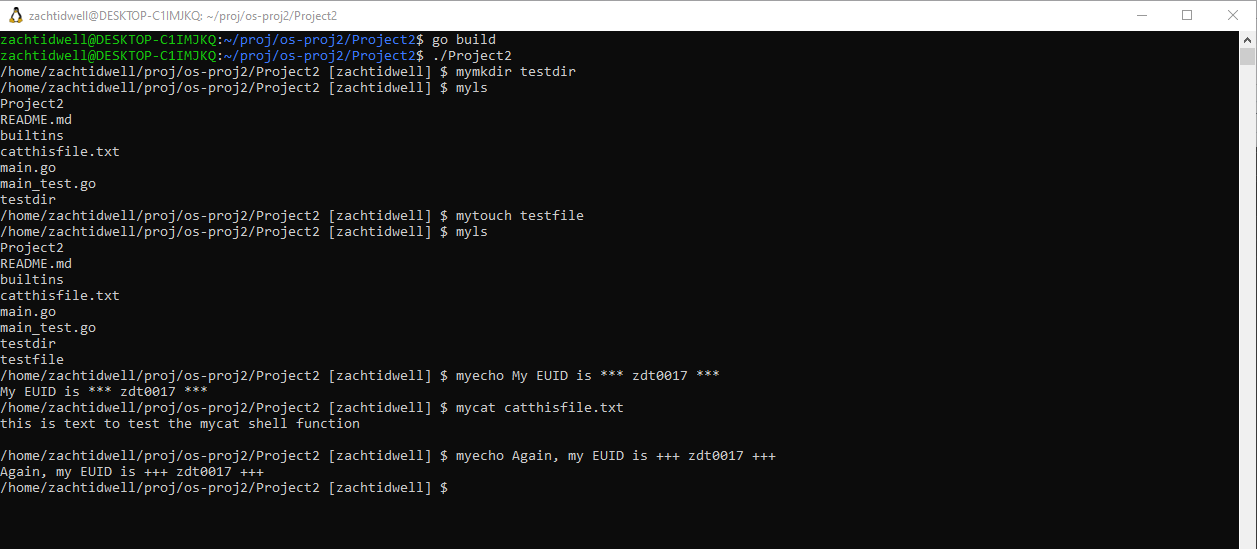 zachtidwell@DESKTOP-C1IMJKQ: ~/proj/os-proj2/Project2
zachtidwell@DESKTOP-C1IMJKQ:~/proj/os-proj2/Project2$ go build
zachtidwell@DESKTOP-C1IMJKQ:~/proj/os-proj2/Project2$ ./Project2
/home/zachtidwell/proj/os-proj2/Project2 [zachtidwell] $ mymkdir testdir
/home/zachtidwell/proj/os-proj2/Project2 [zachtidwell] $ myls
Project2
README.md
builtins
catthisfile.txt
main.go
main_test.go
testdir
/home/zachtidwell/proj/os-proj2/Project2 [zachtidwell] $ mytouch testfile
/home/zachtidwell/proj/os-proj2/Project2 [zachtidwell] $ myls
Project2
README.md
builtins
catthisfile.txt
main.go
main_test.go
testdir
testfile
/home/zachtidwell/proj/os-proj2/Project2 [zachtidwell] $ myecho My EUID is *** zdt0017 ***
My EUID is *** zdt0017 ***
/home/zachtidwell/proj/os-proj2/Project2 [zachtidwell] $ mycat catthisfile.txt
this is text to test the mycat shell function
/home/zachtidwell/proj/os-proj2/Project2 [zachtidwell] $ myecho Again, my EUID is +++ zdt0017 +++
Again, my EUID is +++ zdt0017 +++
/home/zachtidwell/proj/os-proj2/Project2 [zachtidwell] $